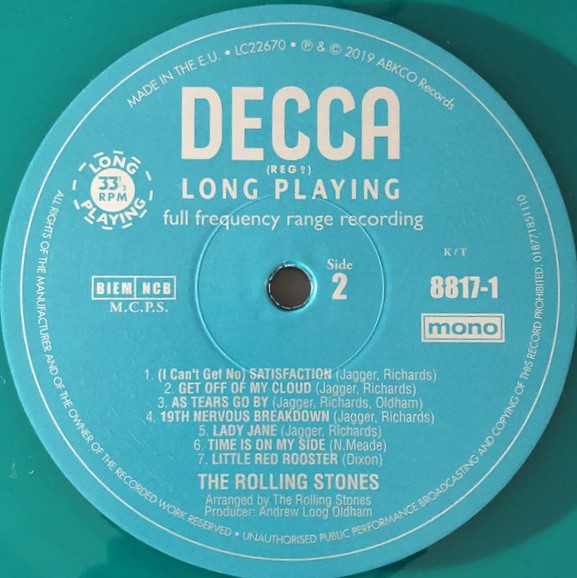 MADE IN THE E.U. • LC22670 • ℗ & © 2019 ABKCO Records
DECCA
(REGD)
LONG PLAYING
full frequency range recording
LONG
33 1/3
RPM
PLAYING
BIEM NCB
M.C.P.S.
Side
2
K/T
8817-1
mono
1. (I Can't Get No) SATISFACTION (Jagger, Richards)
2. GET OFF OF MY CLOUD (Jagger, Richards)
3. AS TEARS GO BY (Jagger, Richards, Oldham)
4. 19TH NERVOUS BREAKDOWN (Jagger, Richards)
5. LADY JANE (Jagger, Richards)
6. TIME IS ON MY SIDE (N.Meade)
7. LITTLE RED ROOSTER (Dixon)
THE ROLLING STONES
Arranged by The Rolling Stones
Producer: Andrew Loog Oldham
ALL RIGHTS OF THE MANUFACTURER AND OF THE OWNER OF THE RECORDED WORK RESERVED • UNAUTHORISED PUBLIC PERFORMANCE BROADCASTING AND COPYING OF THIS RECORD PROHIBITED. 01877185